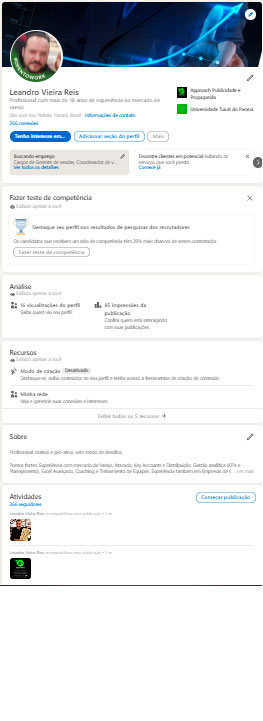 #OPENTOWORK
Leandro Vieira Reis
Profissional com mais de 18 anos de experiência no mercado de
varejo.
São José dos Pinhais, Paraná, Brasil · Informações de contato
266 conexões
Approach Publicidade e
Propaganda
Universidade Tuiuti do Paraná
Tenho interesse em...
Adicionar seção do perfil
Mais
Buscando emprego
Cargos de Gerente de vendas, Coordenador de v...
Ver todos os detalhes
Encontre clientes em potencial exibindo os
serviços que você presta
Comece já
Fazer teste de competência
Exibido apenas a você
Destaque seu perfil nos resultados de pesquisa dos recrutadores
Os candidatos que recebem um selo de competência têm 20% mais chances de serem contratados
Fazer teste de competência
Análise
Exibido apenas a você
16 visualizações do perfil
Saiba quem viu seu perfil.
85 impressões da
publicação
Confira quem está interagindo
com suas publicações.
Recursos
Exibido apenas a você
Modo de criação Desativado
Destaque-se, exiba conteúdos no seu perfil e tenha acesso a ferramentas de criação de conteúdo
Minha rede
Veja e gerencie suas conexões e interesses
Exibir todos os 5 recursos →
Sobre
Profissional criativo e pró-ativo, sem medo de desafios
Pontos fortes: Experiência com mercado de Varejo, Atacado, Key Accounts e Distribuição. Gestão analítica (KPIs e
Planejamento), Excel Avançado, Coaching e Treinamento de Equipes. Experiência também em Empresas de E ... ver mais
Atividades
266 seguidores
Começar publicação
Leandro Vieira Reis compartilhou uma publicação •
Leandro Vieira Reis compartilhou uma publicação •